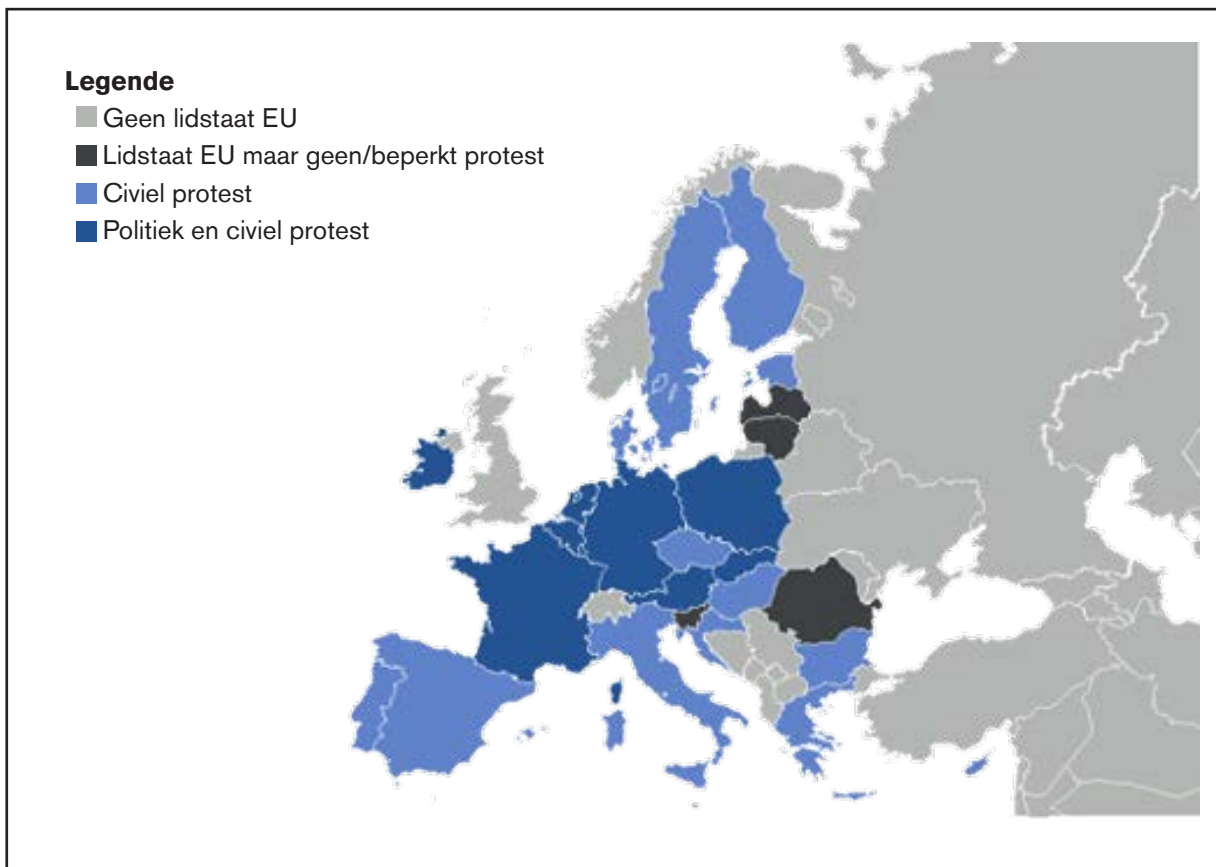 Legende
Geen lidstaat EU
Lidstaat EU maar geen/beperkt protest
Civiel protest
Politiek en civiel protest